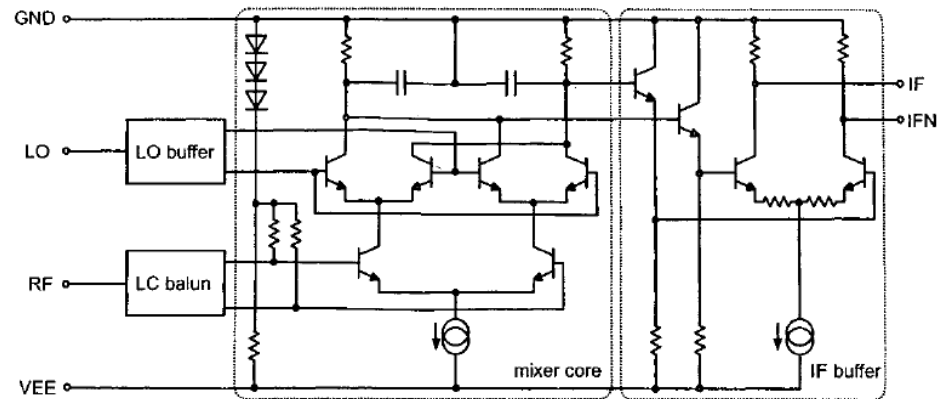 GND
IF
IFN
LO
LO buffer
RF
LC balun
VEE
mixer core
IF buffer